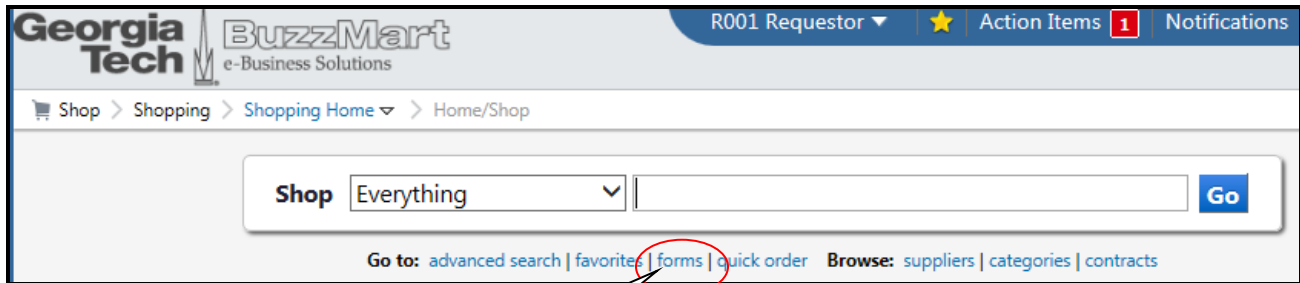 Georgia Tech
BuzzMart
e-Business Solutions
R001 Requestor Action Items 1 Notifications
Shop > Shopping > Shopping Home > Home/Shop
Shop Everything Go
Go to: advanced search | favorites | forms | quick order Browse: suppliers | categories | contracts